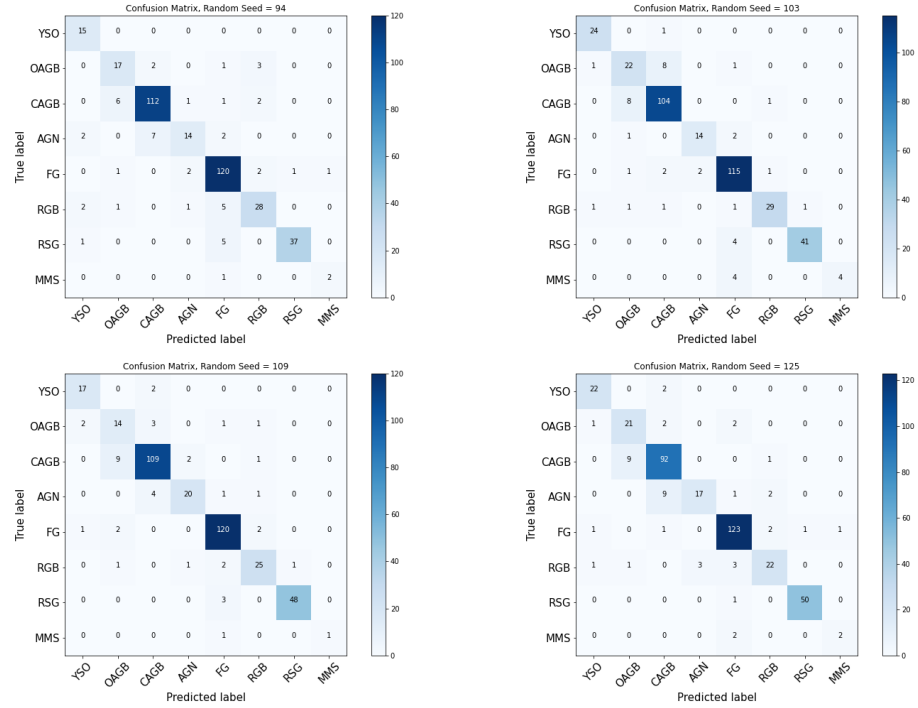 Confusion Matrix, Random Seed = 94
True label
YSO 15 0 0 0 0 0 0 0
OAGB 0 17 2 0 1 3 0 0
CAGB 0 6 112 1 1 2 0 0
AGN 2 0 7 14 2 0 0 0
FG 0 1 0 2 120 2 1 1
RGB 2 1 0 1 5 28 0 0
RSG 1 0 0 0 5 0 37 0
MMS 0 0 0 0 1 0 0 2
YSO OAGB CAGB AGN FG RGB RSG MMS
Predicted label
120
100
80
60
40
20
0
Confusion Matrix, Random Seed = 103
True label
YSO 24 0 1 0 0 0 0 0
OAGB 1 22 8 0 1 0 0 0
CAGB 0 8 104 0 0 1 0 0
AGN 0 1 0 14 2 0 0 0
FG 0 1 2 2 115 1 0 0
RGB 1 1 1 0 1 29 1 0
RSG 0 0 0 0 4 0 41 0
MMS 0 0 0 0 4 0 0 4
YSO OAGB CAGB AGN FG RGB RSG MMS
Predicted label
100
80
60
40
20
0
Confusion Matrix, Random Seed = 109
True label
YSO 17 0 2 0 0 0 0 0
OAGB 2 14 3 0 1 1 0 0
CAGB 0 9 109 2 0 1 0 0
AGN 0 0 4 20 1 1 0 0
FG 1 2 0 0 120 2 0 0
RGB 0 1 0 1 2 25 1 0
RSG 0 0 0 0 3 0 48 0
MMS 0 0 0 0 1 0 0 1
YSO OAGB CAGB AGN FG RGB RSG MMS
Predicted label
120
100
80
60
40
20
0
Confusion Matrix, Random Seed = 125
True label
YSO 22 0 2 0 0 0 0 0
OAGB 1 21 2 0 2 0 0 0
CAGB 0 9 92 0 0 1 0 0
AGN 0 0 9 17 1 2 0 0
FG 1 0 1 0 123 2 1 1
RGB 1 1 0 3 3 22 0 0
RSG 0 0 0 0 1 0 50 0
MMS 0 0 0 0 2 0 0 2
YSO OAGB CAGB AGN FG RGB RSG MMS
Predicted label
120
100
80
60
40
20
0